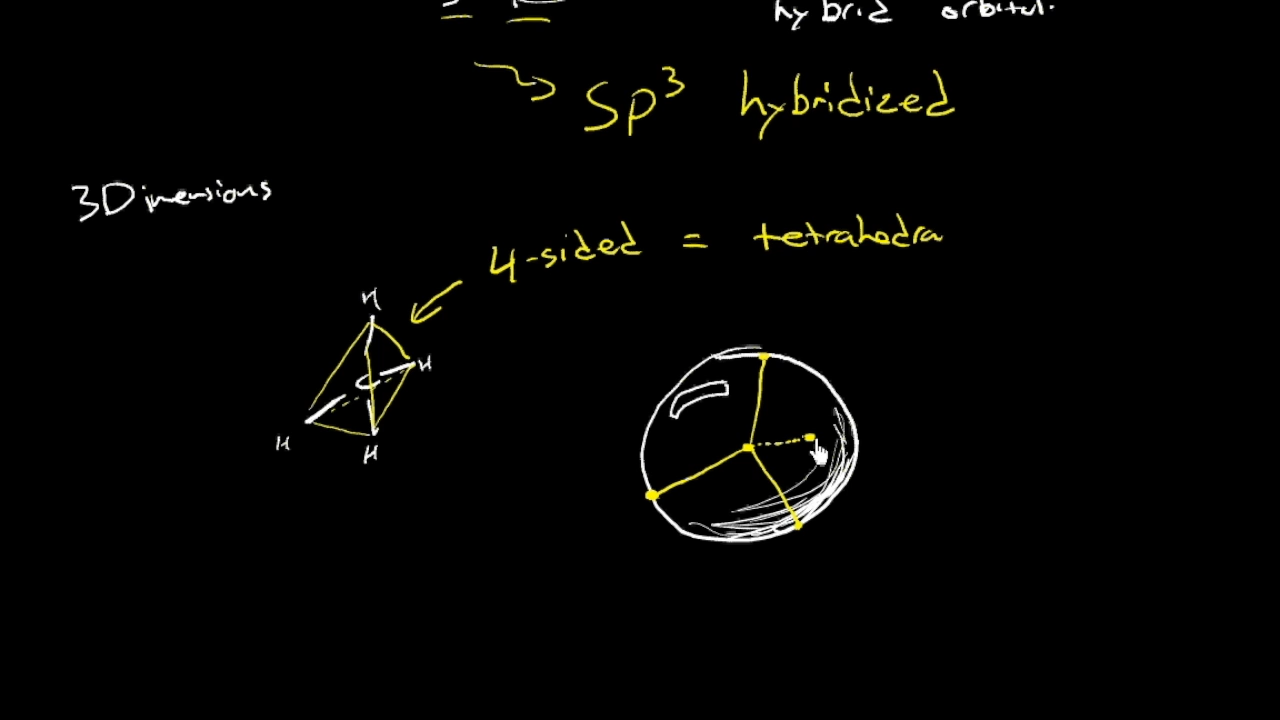 hybrid orbital.
Sp³ hybridized
3Dimensions
4-sided = tetrahedra
H
H
C
H
H